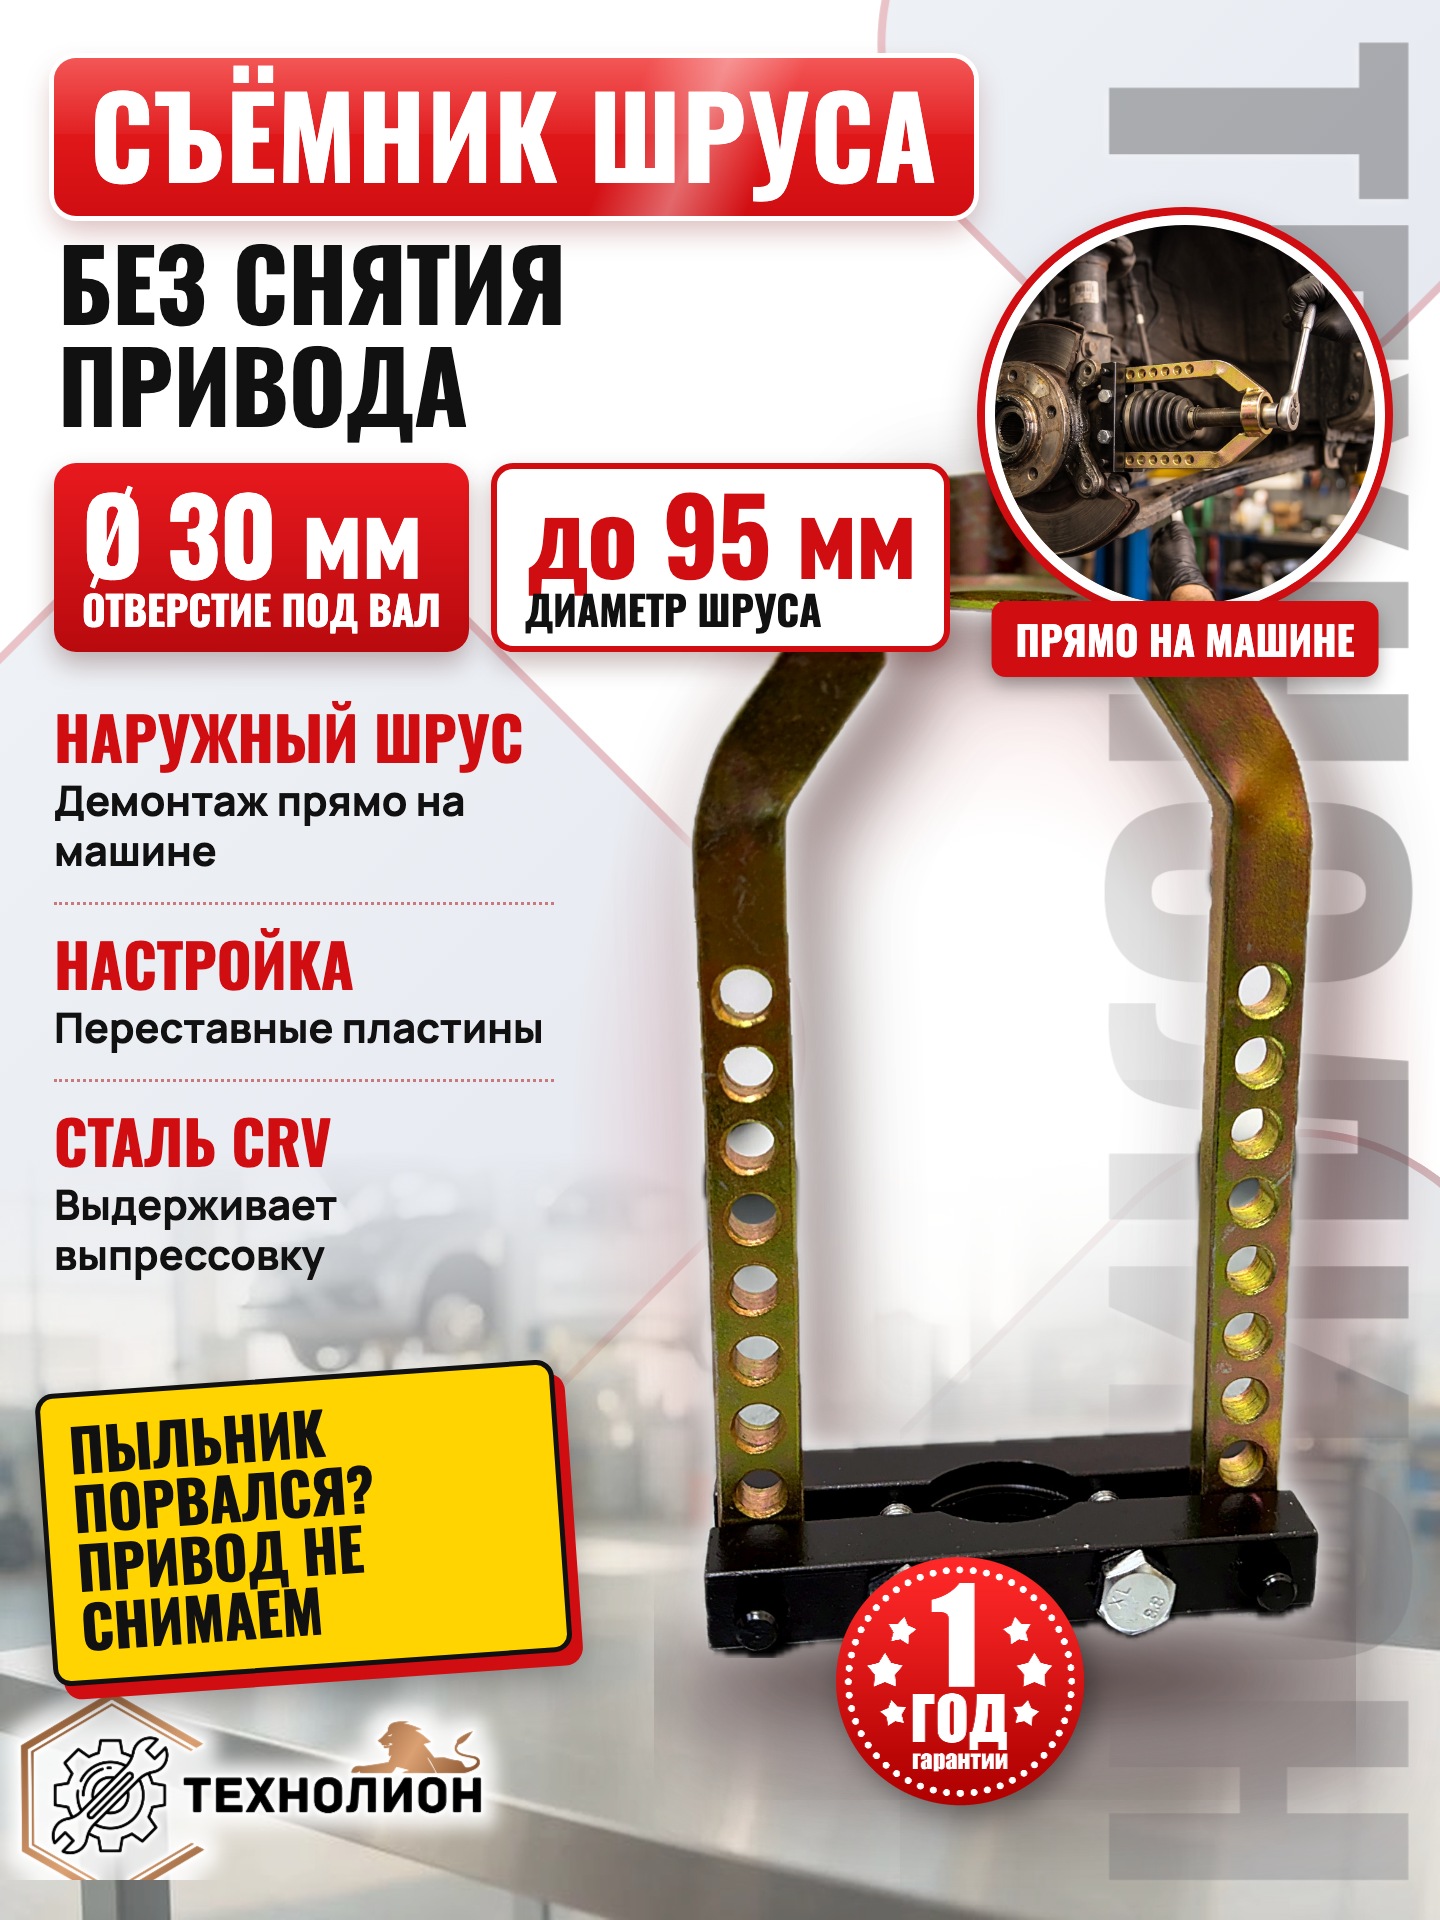 СЪЁМНИК ШРУСА
БЕЗ СНЯТИЯ
ПРИВОДА
Ø 30 мм
ОТВЕРСТИЕ ПОД ВАЛ
до 95 мм
ДИАМЕТР ШРУСА
ПРЯМО НА МАШИНЕ
НАРУЖНЫЙ ШРУС
Демонтаж прямо на
машине
НАСТРОЙКА
Переставные пластины
СТАЛЬ CRV
Выдерживает
выпрессовку
ПЫЛЬНИК
ПОРВАЛСЯ?
ПРИВОД НЕ
СНИМАЕМ
ТЕХНОЛИОН
1
ГОД
гарантии
8.8